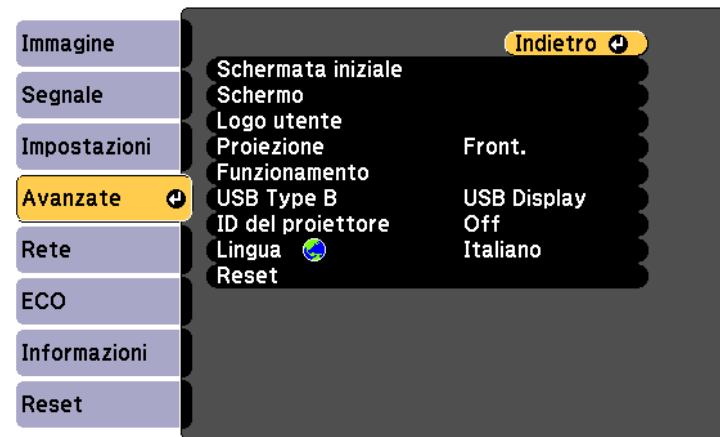 Immagine
Segnale
Impostazioni
Avanzate
Rete
ECO
Informazioni
Reset
Indietro
Schermata iniziale
Schermo
Logo utente
Proiezione Front.
Funzionamento
USB Type B USB Display
ID del proiettore Off
Lingua Italiano
Reset